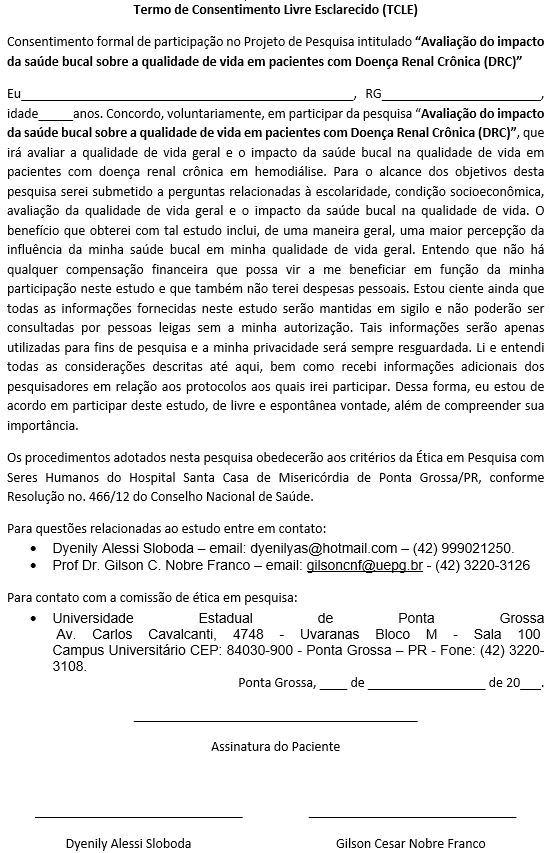 Termo de Consentimento Livre Esclarecido (TCLE)
Consentimento formal de participação no Projeto de Pesquisa intitulado “Avaliação do impacto
da saúde bucal sobre a qualidade de vida em pacientes com Doença Renal Crônica (DRC)”
Eu____________________________________________________, RG_________________________,
idade_____anos. Concordo, voluntariamente, em participar da pesquisa “Avaliação do impacto
da saúde bucal sobre a qualidade de vida em pacientes com Doença Renal Crônica (DRC)”, que
irá avaliar a qualidade de vida geral e o impacto da saúde bucal na qualidade de vida em
pacientes com doença renal crônica em hemodiálise. Para o alcance dos objetivos desta
pesquisa serei submetido a perguntas relacionadas à escolaridade, condição socioeconômica,
avaliação da qualidade de vida geral e o impacto da saúde bucal na qualidade de vida. O
benefício que obterei com tal estudo inclui, de uma maneira geral, uma maior percepção da
influência da minha saúde bucal em minha qualidade de vida geral. Entendo que não há
qualquer compensação financeira que possa vir a me beneficiar em função da minha
participação neste estudo e que também não terei despesas pessoais. Estou ciente ainda que
todas as informações fornecidas neste estudo serão mantidas em sigilo e não poderão ser
consultadas por pessoas leigas sem a minha autorização. Tais informações serão apenas
utilizadas para fins de pesquisa e a minha privacidade será sempre resguardada. Li e entendi
todas as considerações descritas até aqui, bem como recebi informações adicionais dos
pesquisadores em relação aos protocolos aos quais irei participar. Dessa forma, eu estou de
acordo em participar deste estudo, de livre e espontânea vontade, além de compreender sua
importância.
Os procedimentos adotados nesta pesquisa obedecerão aos critérios da Ética em Pesquisa com
Seres Humanos do Hospital Santa Casa de Misericórdia de Ponta Grossa/PR, conforme
Resolução no. 466/12 do Conselho Nacional de Saúde.
Para questões relacionadas ao estudo entre em contato:
• Dyenily Alessi Sloboda – email: dyenilyas@hotmail.com – (42) 999021250.
• Prof Dr. Gilson C. Nobre Franco – email: gilsoncnf@uepg.br - (42) 3220-3126
Para contato com a comissão de ética em pesquisa:
• Universidade Estadual de Ponta Grossa
Av. Carlos Cavalcanti, 4748 - Uvaranas Bloco M - Sala 100
Campus Universitário CEP: 84030-900 - Ponta Grossa – PR - Fone: (42) 3220-
3108.
Ponta Grossa, ____ de _________________ de 20___.
Assinatura do Paciente
Dyenily Alessi Sloboda Gilson Cesar Nobre Franco